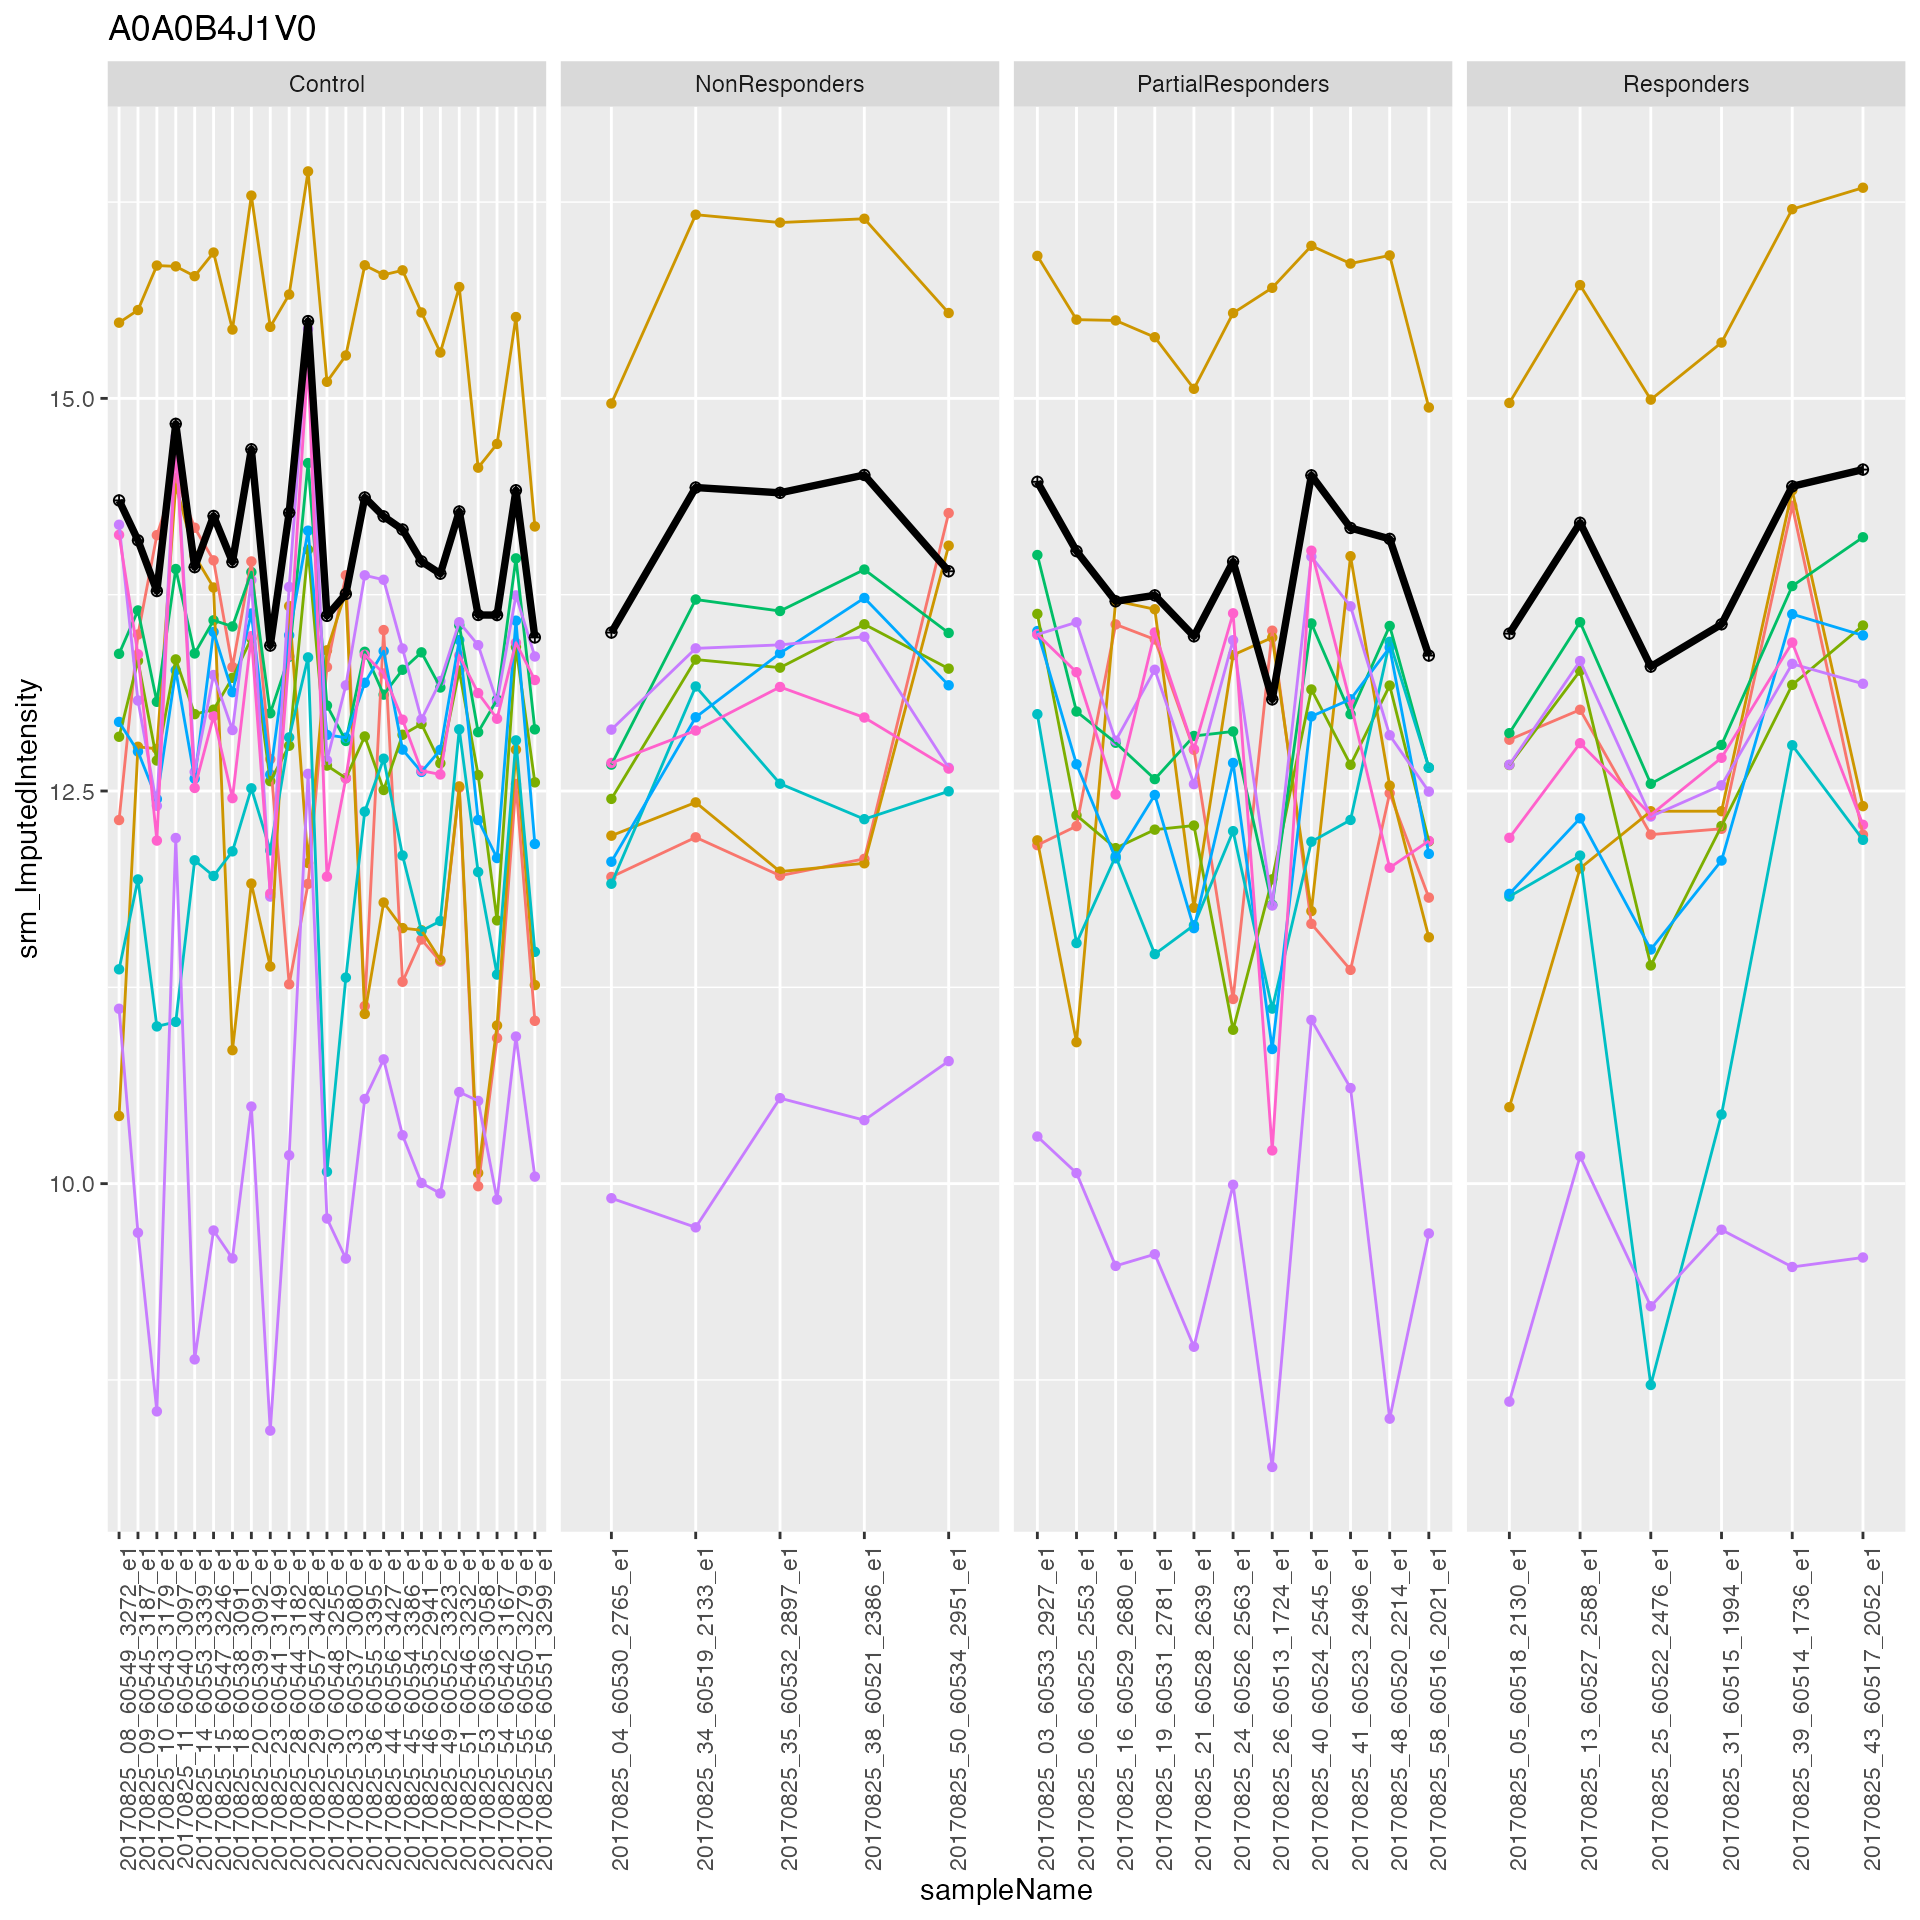 A0A0B4J1V0
Control
NonResponders
PartialResponders
Responders
srm_ImputedIntensity
15.0
12.5
10.0
20170825_08_60549_3272_e1
20170825_09_60545_3187_e1
20170825_10_60543_3179_e1
20170825_11_60540_3097_e1
20170825_14_60553_3339_e1
20170825_15_60547_3246_e1
20170825_18_60538_3091_e1
20170825_20_60539_3092_e1
20170825_23_60541_3149_e1
20170825_28_60544_3182_e1
20170825_29_60557_3428_e1
20170825_30_60548_3255_e1
20170825_33_60537_3080_e1
20170825_36_60555_3395_e1
20170825_44_60556_3427_e1
20170825_45_60554_3386_e1
20170825_46_60535_2941_e1
20170825_49_60552_3323_e1
20170825_51_60546_3232_e1
20170825_53_60536_3058_e1
20170825_54_60542_3167_e1
20170825_55_60550_3279_e1
20170825_56_60551_3299_e1
20170825_04_60530_2765_e1
20170825_34_60519_2133_e1
20170825_35_60532_2897_e1
20170825_38_60521_2386_e1
20170825_50_60534_2951_e1
20170825_03_60533_2927_e1
20170825_06_60525_2553_e1
20170825_16_60529_2680_e1
20170825_19_60531_2781_e1
20170825_21_60528_2639_e1
20170825_24_60526_2563_e1
20170825_26_60513_1724_e1
20170825_40_60524_2545_e1
20170825_41_60523_2496_e1
20170825_48_60520_2214_e1
20170825_58_60516_2021_e1
20170825_05_60518_2130_e1
20170825_13_60527_2588_e1
20170825_25_60522_2476_e1
20170825_31_60515_1994_e1
20170825_39_60514_1736_e1
20170825_43_60517_2052_e1
sampleName